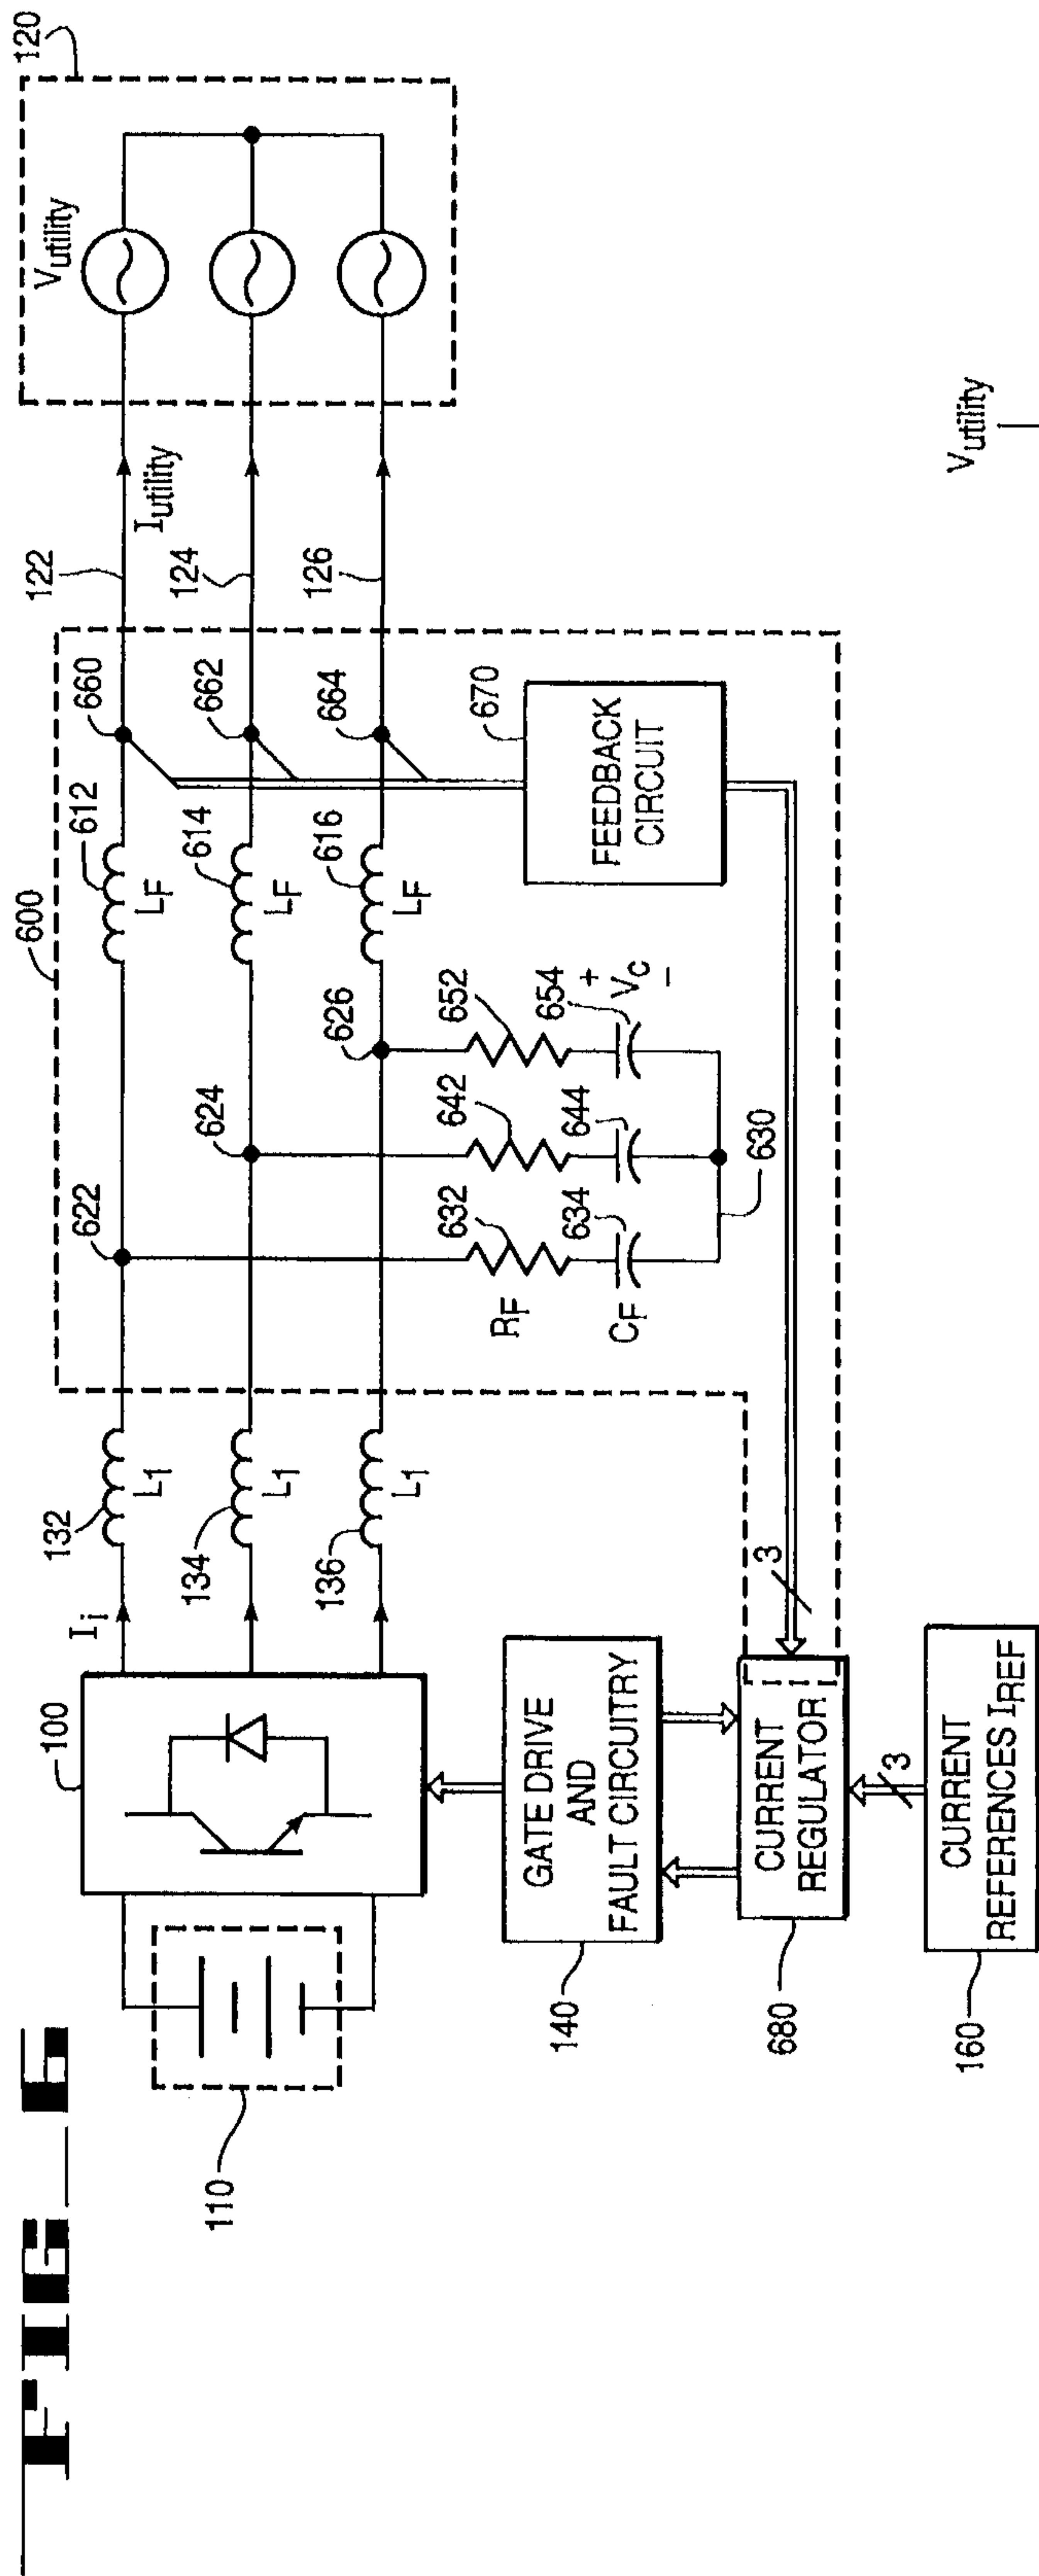 FIG_6
600
120
Vutility
132
612
660
122
100
Ii
L1
622
LF
Iutility
134
624
614
662
124
L1
LF
136
626
616
664
126
L1
LF
110
632
642
652
670
RF
634
644
654
+
CF
VC
−
630
GATE DRIVE
AND
FAULT CIRCUITRY
140
FEEDBACK
CIRCUIT
3
CURRENT
REGULATOR
680
3
CURRENT
REFERENCES IREF
160
Vutility